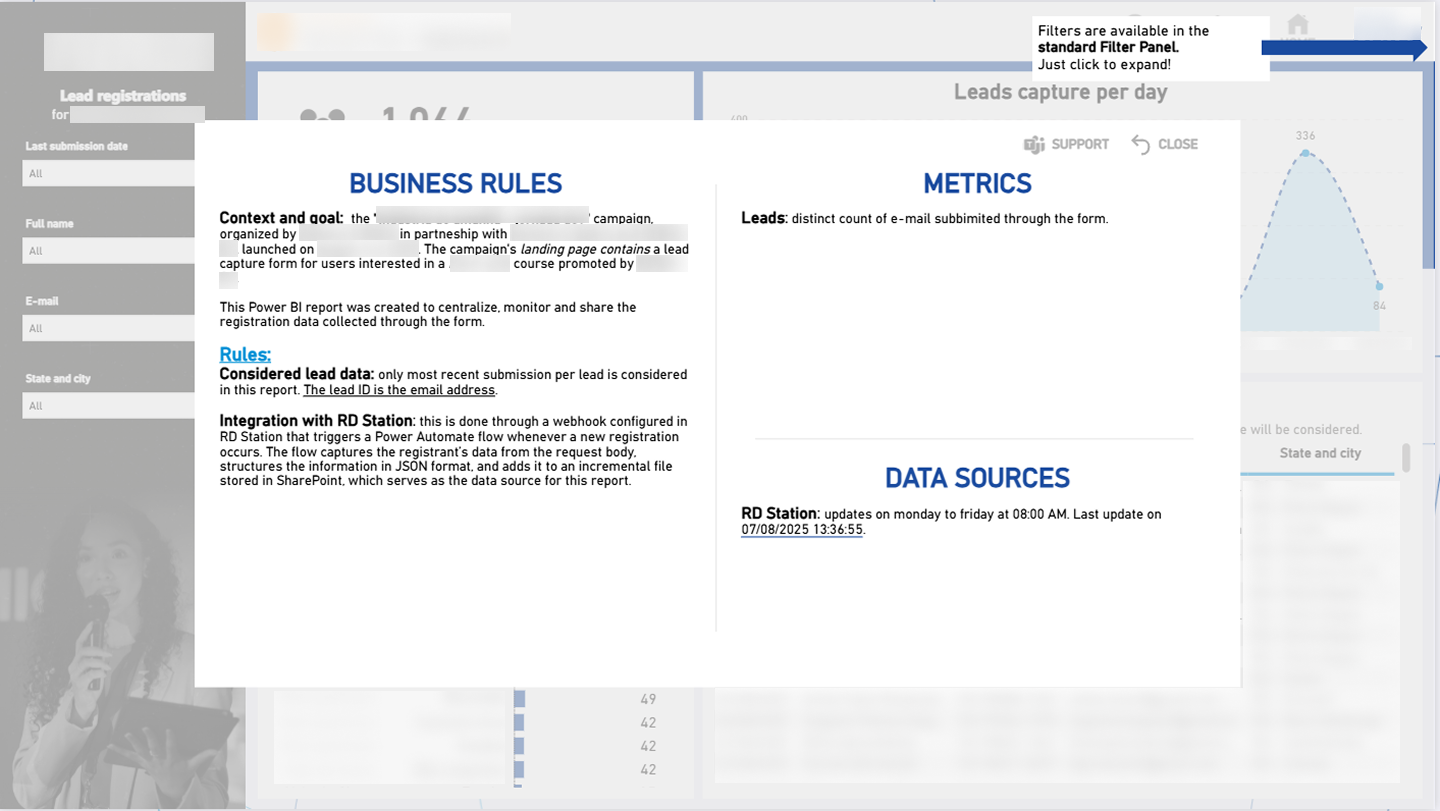 Filters are available in the
standard Filter Panel.
Just click to expand!
Lead registrations
for
Last submission date
All
Full name
All
E-mail
All
State and city
All
Leads capture per day
336
84
SUPPORT
CLOSE
BUSINESS RULES
Context and goal: the campaign,
organized by in partneship with
launched on . The campaign's landing page contains a lead
capture form for users interested in a course promoted by
This Power BI report was created to centralize, monitor and share the
registration data collected through the form.
Rules:
Considered lead data: only most recent submission per lead is considered
in this report. The lead ID is the email address.
Integration with RD Station: this is done through a webhook configured in
RD Station that triggers a Power Automate flow whenever a new registration
occurs. The flow captures the registrant's data from the request body,
structures the information in JSON format, and adds it to an incremental file
stored in SharePoint, which serves as the data source for this report.
METRICS
Leads: distinct count of e-mail subbimited through the form.
DATA SOURCES
RD Station: updates on monday to friday at 08:00 AM. Last update on
07/08/2025 13:36:55.
e will be considered.
State and city
49
42
42
42